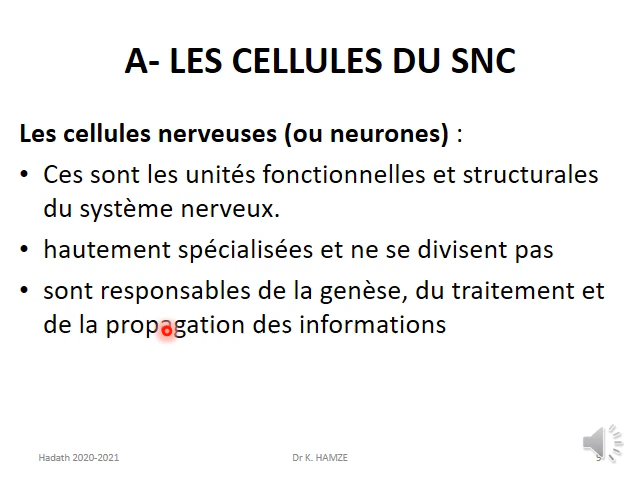 A- LES CELLULES DU SNC
Les cellules nerveuses (ou neurones) :
• Ces sont les unités fonctionnelles et structurales
du système nerveux.
• hautement spécialisées et ne se divisent pas
• sont responsables de la genèse, du traitement et
de la propagation des informations
Hadath 2020-2021
Dr K. HAMZE
9